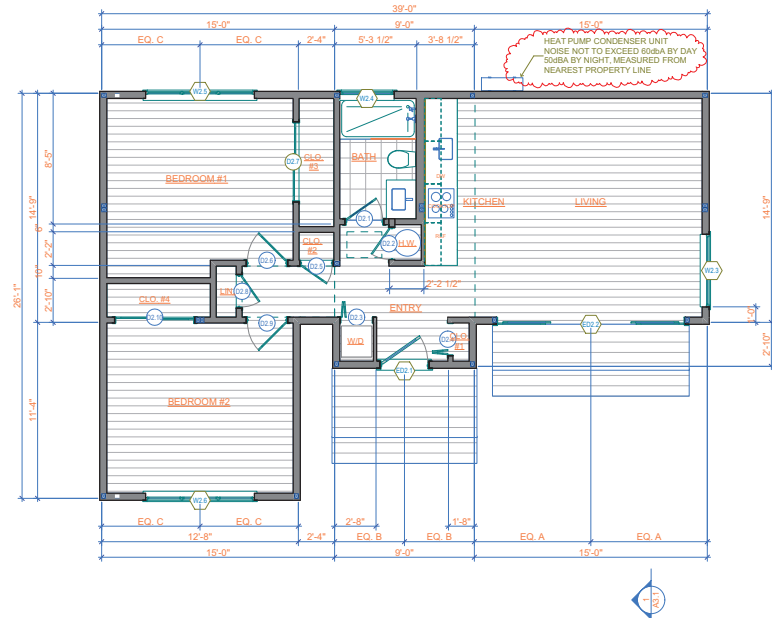 39'-0"
15'-0"
9'-0"
15'-0"
EQ. C
EQ. C
2'-4"
5'-3 1/2"
3'-8 1/2"
HEAT PUMP CONDENSER UNIT
NOISE NOT TO EXCEED 60dbA BY DAY
50dBA BY NIGHT, MEASURED FROM
NEAREST PROPERTY LINE
W2.5
W2.4
8'-5"
D2.7
CLO.
#3
BATH
BEDROOM #1
14'-9"
KITCHEN
LIVING
14'-9"
D2.1
2'-2"
CLO.
#2
D2.2
H.W.
D2.6
D2.5
W2.3
26'-1"
2'-10"
2'-2 1/2"
D2.8
CLO. #4
ENTRY
D2.10
D2.9
D2.3
ED2.2
W/D
#1
2'-10"
ED2.1
11'-4"
BEDROOM #2
W2.6
EQ. C
EQ. C
2'-8"
1'-8"
12'-8"
2'-4"
EQ. B
EQ. B
EQ. A
EQ. A
15'-0"
9'-0"
15'-0"
1
A3.1